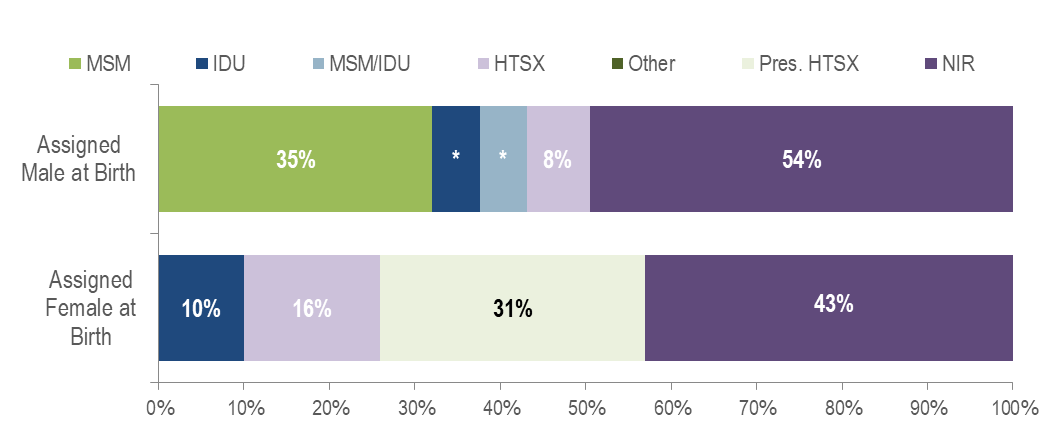 MSM IDU MSM/IDU HTSX Other Pres. HTSX NIR
Assigned
Male at Birth
35% * * 8% 54%
Assigned
Female at
Birth
10% 16% 31% 43%
0% 10% 20% 30% 40% 50% 60% 70% 80% 90% 100%